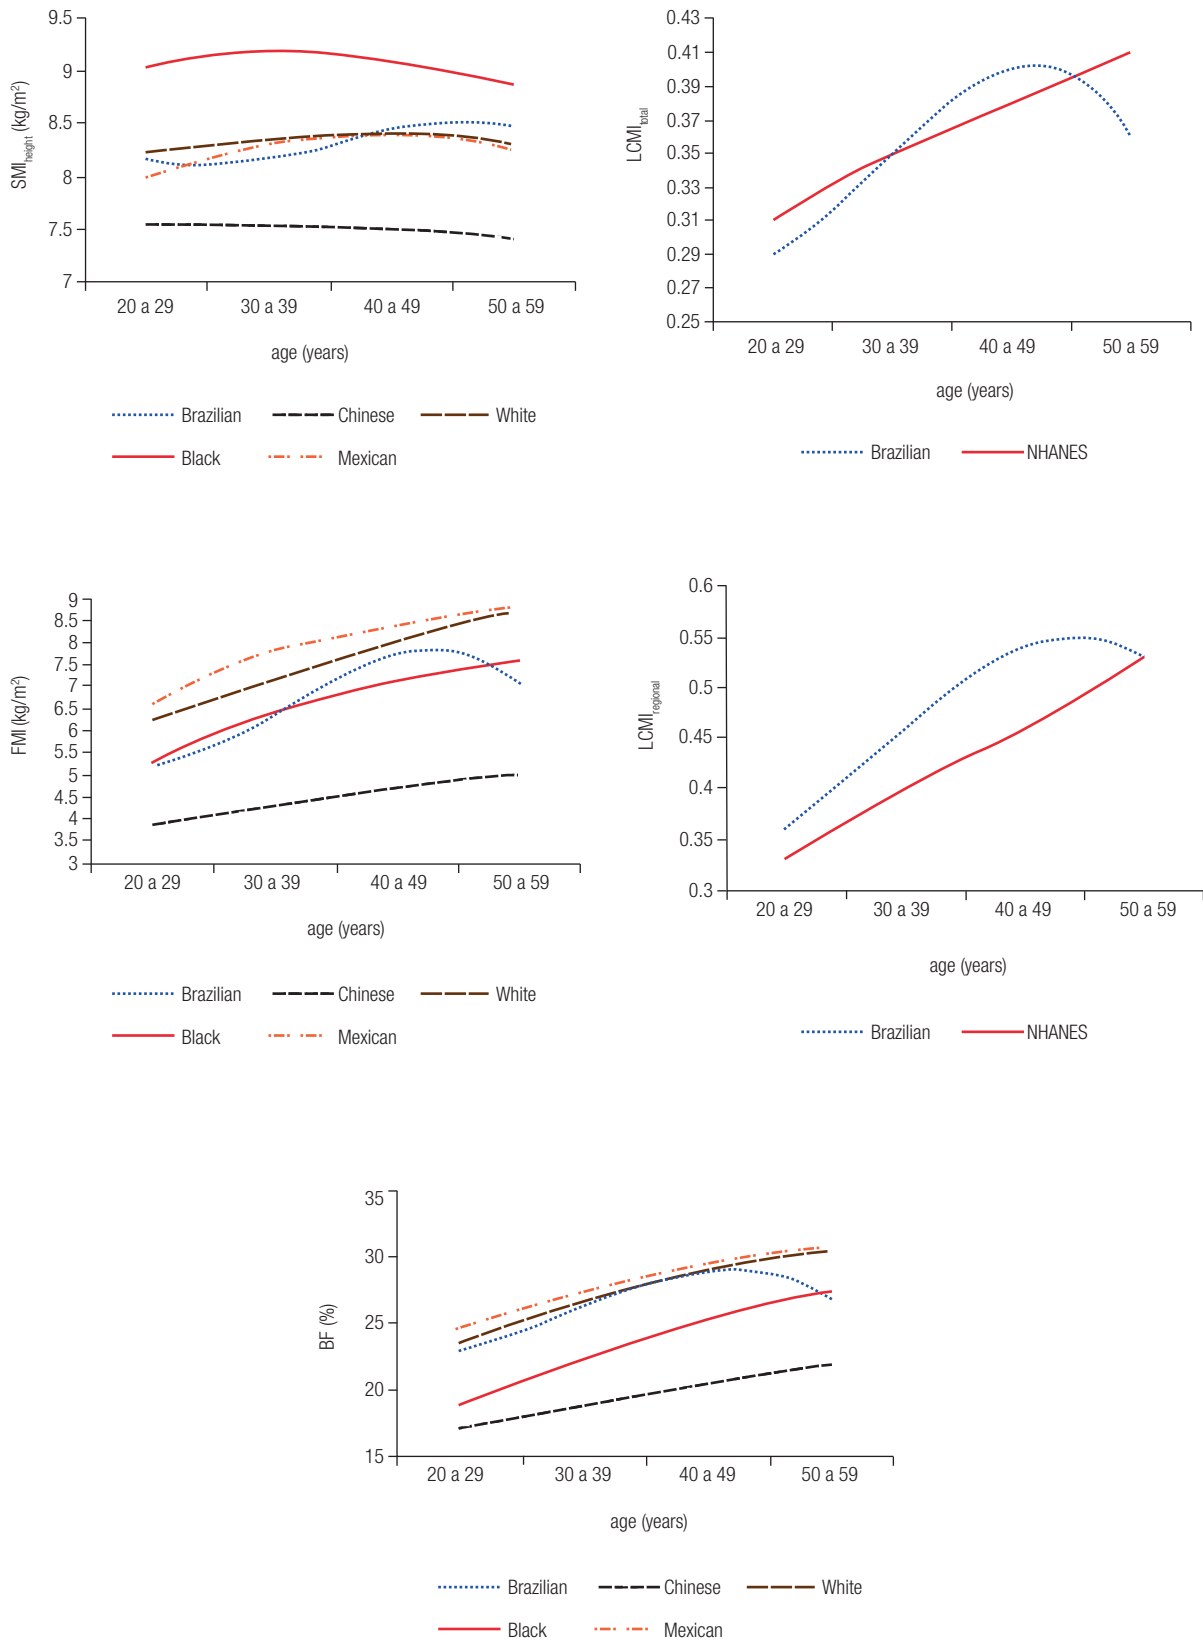 9.5
9
8.5
8
7.5
7
SMIheight (kg/m²)
20 a 29 30 a 39 40 a 49 50 a 59
age (years)
Brazilian Chinese White
Black Mexican
0.43
0.41
0.39
0.37
0.35
0.33
0.31
0.29
0.27
0.25
LCMItotal
20 a 29 30 a 39 40 a 49 50 a 59
age (years)
Brazilian NHANES
9
8.5
8
7.5
7
6.5
6
5.5
5
4.5
4
3.5
3
FMI (kg/m²)
20 a 29 30 a 39 40 a 49 50 a 59
age (years)
Brazilian Chinese White
Black Mexican
0.6
0.55
0.5
0.45
0.4
0.35
0.3
LCMIregional
20 a 29 30 a 39 40 a 49 50 a 59
age (years)
Brazilian NHANES
35
30
25
20
15
BF (%)
20 a 29 30 a 39 40 a 49 50 a 59
age (years)
Brazilian Chinese White
Black Mexican